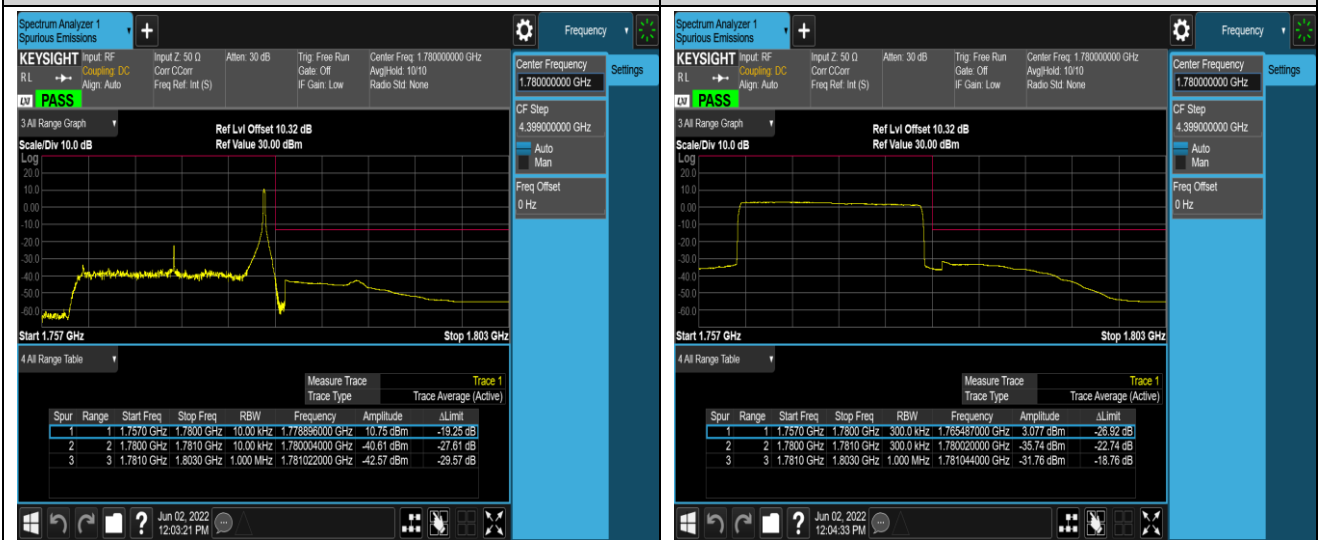 Spectrum Analyzer 1
Spurious Emissions
Frequency
KEYSIGHT Input: RF
RL
Coupling: DC
Align: Auto
Input Z: 50 Ω
Corr CCorr
Freq Ref: Int (S)
Atten: 30 dB
Trig: Free Run
Gate: Off
IF Gain: Low
Center Freq: 1.780000000 GHz
Avg|Hold: 10/10
Radio Std: None
LXI PASS
Center Frequency
1.780000000 GHz
Settings
CF Step
4.399000000 GHz
Auto
Man
Freq Offset
0 Hz
3 All Range Graph
Ref Lvl Offset 10.32 dB
Scale/Div 10.0 dB
Ref Value 30.00 dBm
Log
20.0
10.0
0.00
-10.0
-20.0
-30.0
-40.0
-50.0
-60.0
Start 1.757 GHz
Stop 1.803 GHz
4 All Range Table
Measure Trace Trace 1
Trace Type Trace Average (Active)
Spur Range Start Freq Stop Freq RBW Frequency Amplitude ΔLimit
1 1 1.7570 GHz 1.7800 GHz 10.00 kHz 1.778896000 GHz 10.75 dBm -19.25 dB
2 2 1.7800 GHz 1.7810 GHz 10.00 kHz 1.780004000 GHz -40.61 dBm -27.61 dB
3 3 1.7810 GHz 1.8030 GHz 1.000 MHz 1.781022000 GHz -42.57 dBm -29.57 dB
?
Jun 02, 2022
12:03:21 PM
Spectrum Analyzer 1
Spurious Emissions
Frequency
KEYSIGHT Input: RF
RL
Coupling: DC
Align: Auto
Input Z: 50 Ω
Corr CCorr
Freq Ref: Int (S)
Atten: 30 dB
Trig: Free Run
Gate: Off
IF Gain: Low
Center Freq: 1.780000000 GHz
Avg|Hold: 10/10
Radio Std: None
LXI PASS
Center Frequency
1.780000000 GHz
Settings
CF Step
4.399000000 GHz
Auto
Man
Freq Offset
0 Hz
3 All Range Graph
Ref Lvl Offset 10.32 dB
Scale/Div 10.0 dB
Ref Value 30.00 dBm
Log
20.0
10.0
0.00
-10.0
-20.0
-30.0
-40.0
-50.0
-60.0
Start 1.757 GHz
Stop 1.803 GHz
4 All Range Table
Measure Trace Trace 1
Trace Type Trace Average (Active)
Spur Range Start Freq Stop Freq RBW Frequency Amplitude ΔLimit
1 1 1.7570 GHz 1.7800 GHz 300.0 kHz 1.765487000 GHz 3.077 dBm -26.92 dB
2 2 1.7800 GHz 1.7810 GHz 300.0 kHz 1.780020000 GHz -35.74 dBm -22.74 dB
3 3 1.7810 GHz 1.8030 GHz 1.000 MHz 1.781044000 GHz -31.76 dBm -18.76 dB
?
Jun 02, 2022
12:04:33 PM